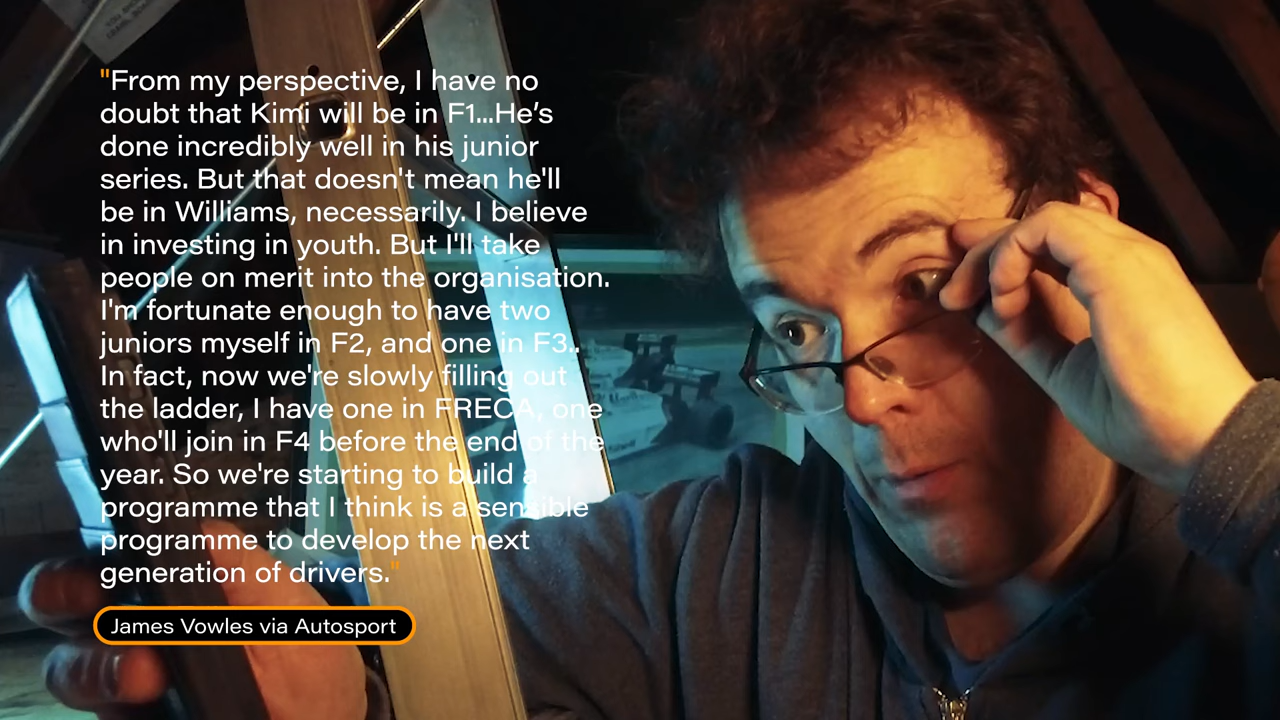 "From my perspective, I have no
doubt that Kimi will be in F1...He’s
done incredibly well in his junior
series. But that doesn't mean he'll
be in Williams, necessarily. I believe
in investing in youth. But I'll take
people on merit into the organisation.
I'm fortunate enough to have two
juniors myself in F2, and one in F3..
In fact, now we're slowly filling out
the ladder, I have one in FRECA, one
who'll join in F4 before the end of the
year. So we're starting to build a
programme that I think is a sensible
programme to develop the next
generation of drivers."
James Vowles via Autosport